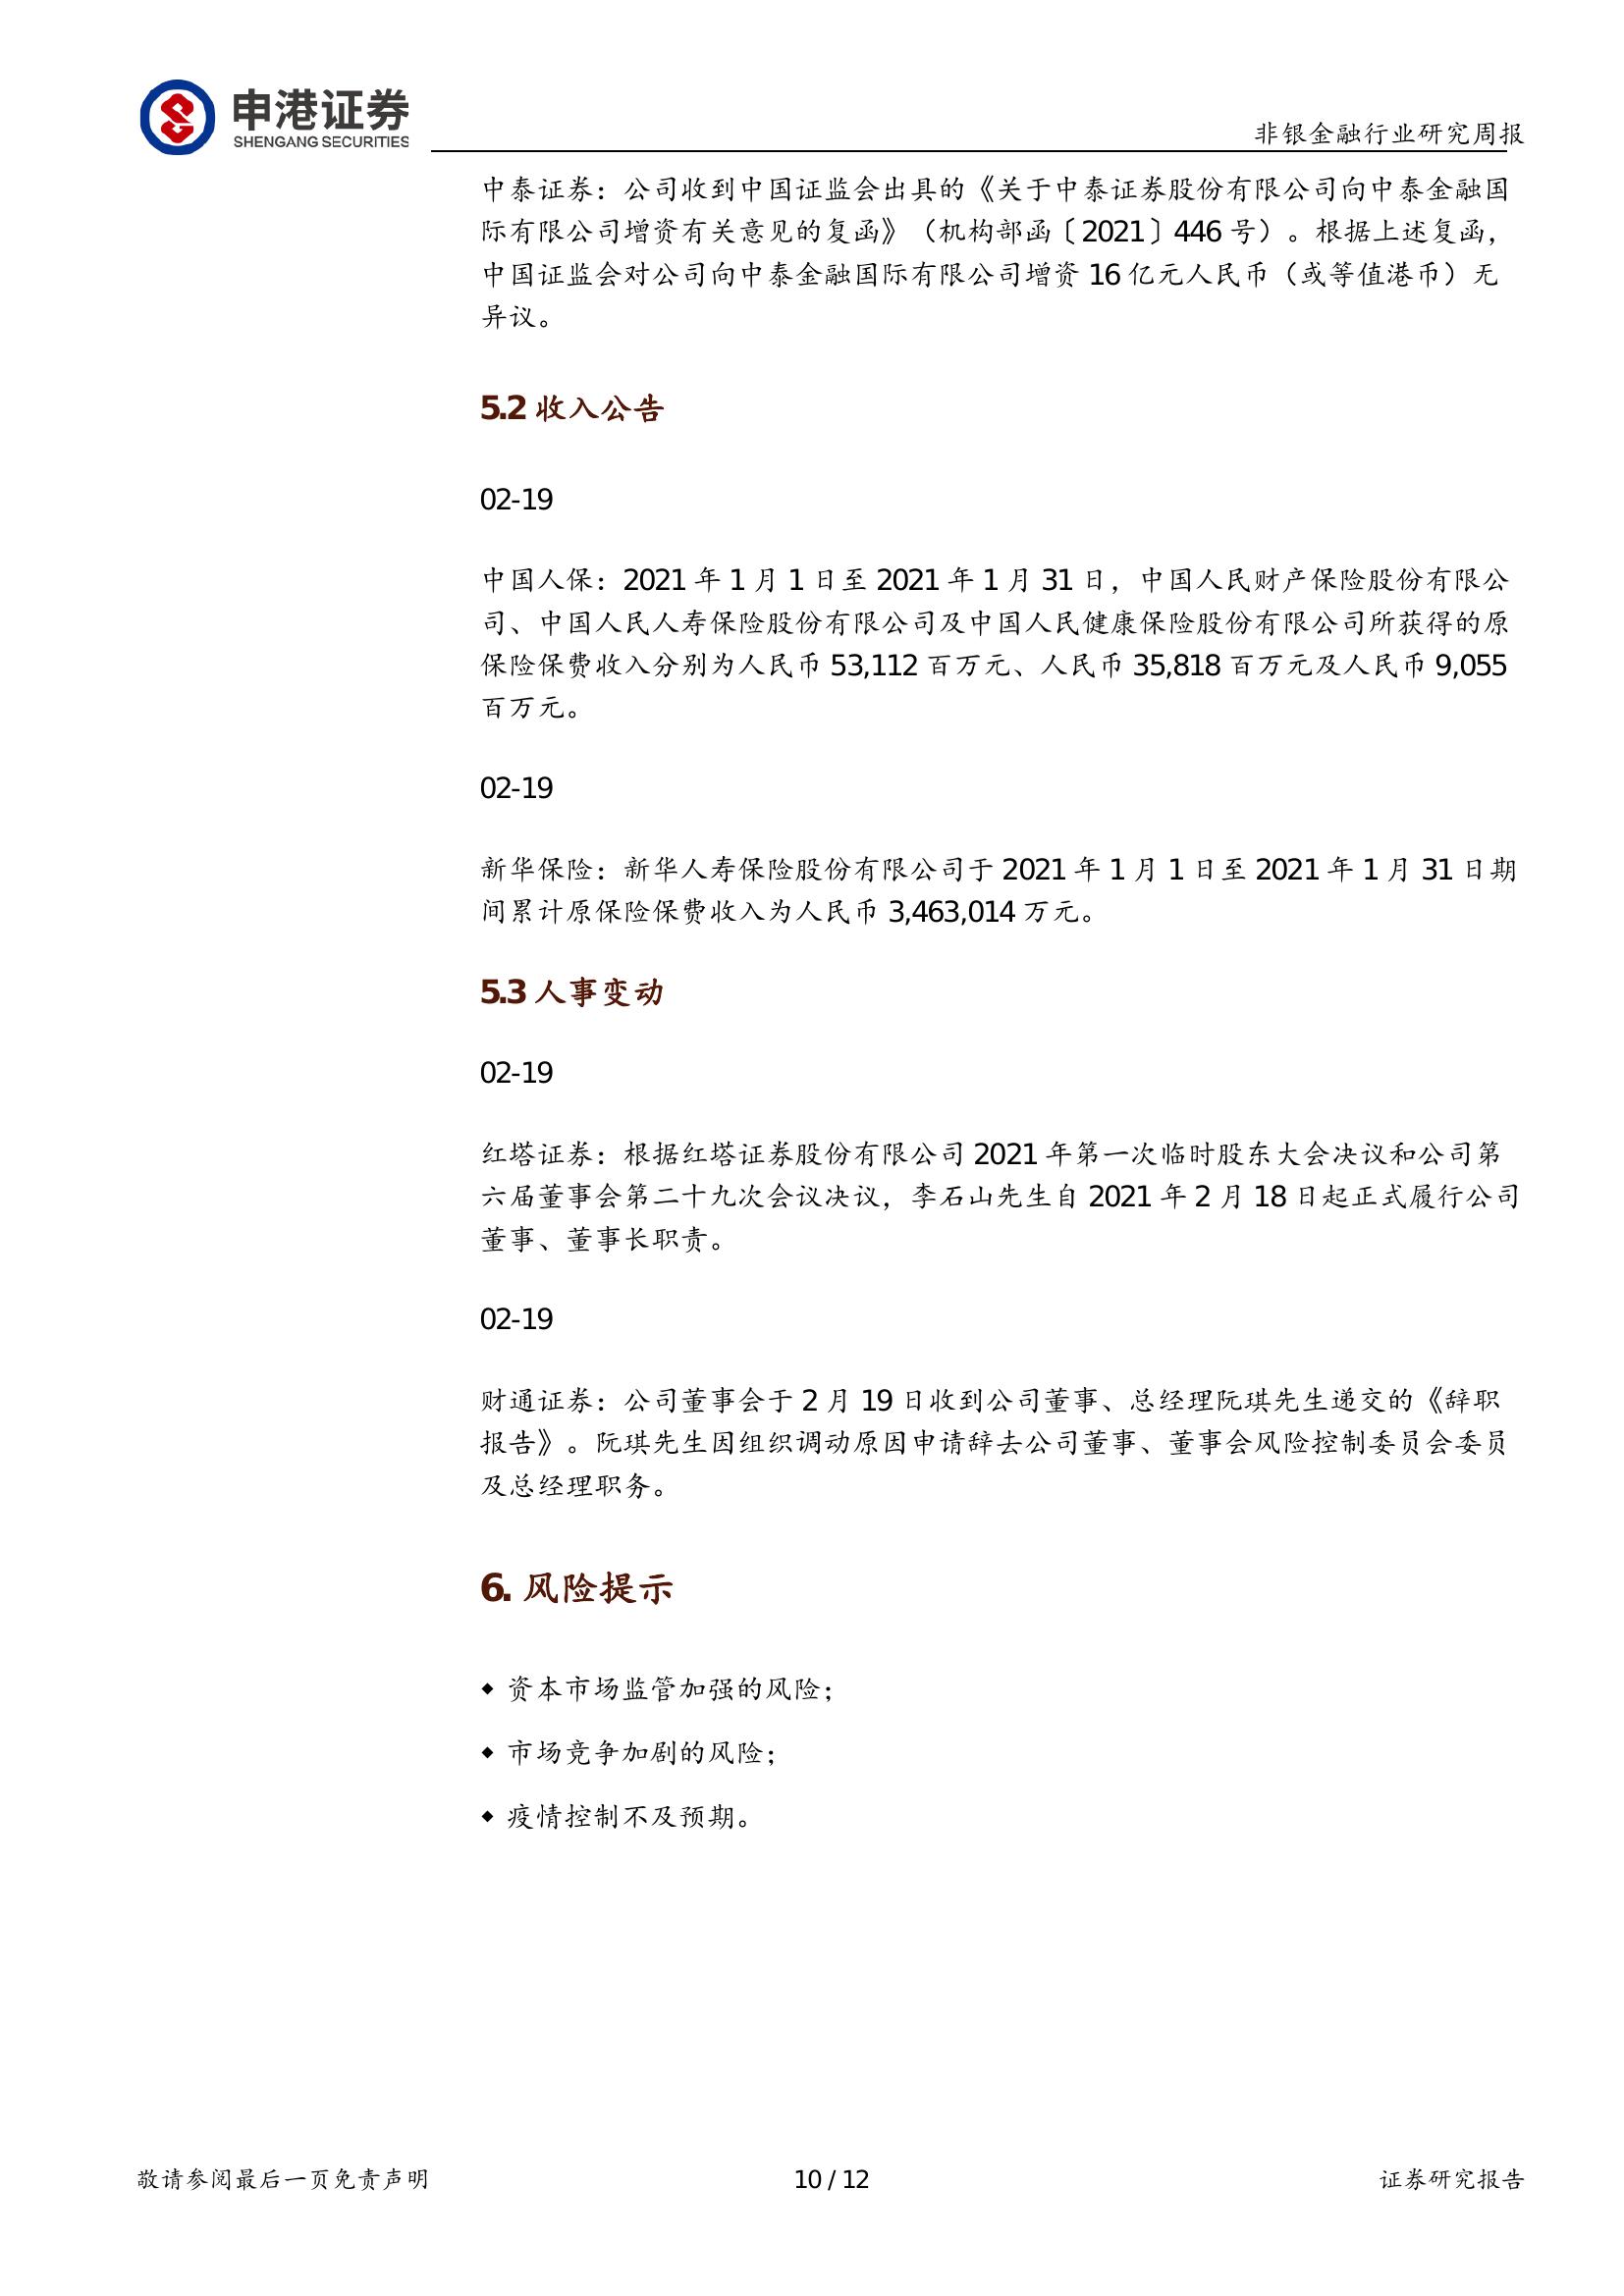 申港证券
SHENGANG SECURITIES
非银金融行业研究周报
中泰证券：公司收到中国证监会出具的《关于中泰证券股份有限公司向中泰金融国
际有限公司增资有关意见的复函》（机构部函〔2021〕446 号）。根据上述复函，
中国证监会对公司向中泰金融国际有限公司增资 16 亿元人民币（或等值港币）无
异议。
5.2 收入公告
02-19
中国人保：2021 年 1 月 1 日至 2021 年 1 月 31 日，中国人民财产保险股份有限公
司、中国人民人寿保险股份有限公司及中国人民健康保险股份有限公司所获得的原
保险保费收入分别为人民币 53,112 百万元、人民币 35,818 百万元及人民币 9,055
百万元。
02-19
新华保险：新华人寿保险股份有限公司于 2021 年 1 月 1 日至 2021 年 1 月 31 日期
间累计原保险保费收入为人民币 3,463,014 万元。
5.3 人事变动
02-19
红塔证券：根据红塔证券股份有限公司 2021 年第一次临时股东大会决议和公司第
六届董事会第二十九次会议决议，李石山先生自 2021 年 2 月 18 日起正式履行公司
董事、董事长职责。
02-19
财通证券：公司董事会于 2 月 19 日收到公司董事、总经理阮琪先生递交的《辞职
报告》。阮琪先生因组织调动原因申请辞去公司董事、董事会风险控制委员会委员
及总经理职务。
6. 风险提示
◆ 资本市场监管加强的风险；
◆ 市场竞争加剧的风险；
◆ 疫情控制不及预期。
敬请参阅最后一页免责声明
10 / 12
证券研究报告